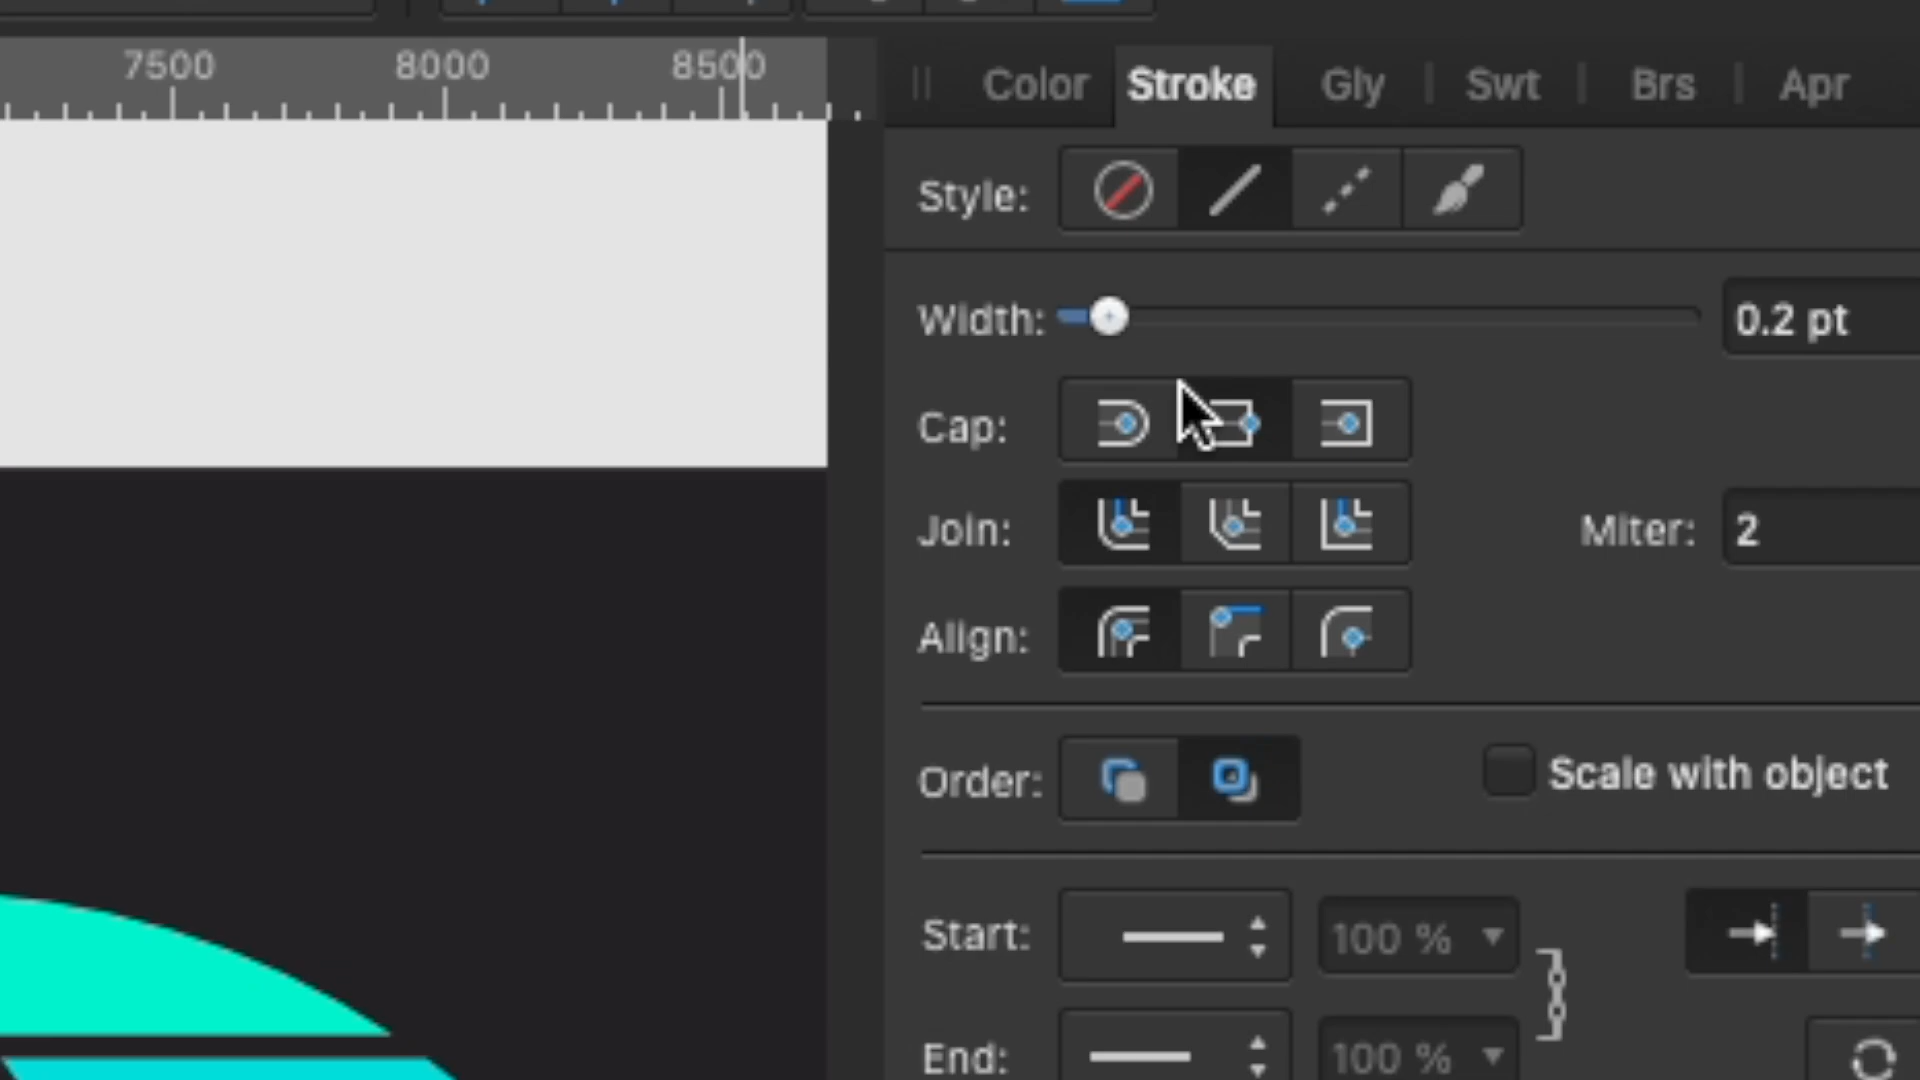 7500 8000 8500
Color Stroke Gly Swt Brs Apr
Style:
Width: 0.2 pt
Cap:
Join: Miter: 2
Align:
Order: Scale with object
Start: 100 %
End: 100 %